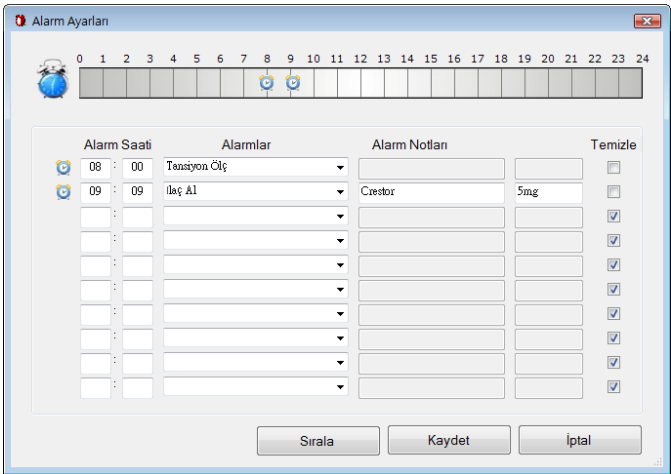 Alarm Ayarları
0 1 2 3 4 5 6 7 8 9 10 11 12 13 14 15 16 17 18 19 20 21 22 23 24
Alarm Saati Alarmlar Alarm Notları Temizle
08 : 00 Tansiyon Ölç
09 : 09 İlaç Al Crestor 5mg
:
:
:
:
:
:
:
:
Sırala Kaydet İptal